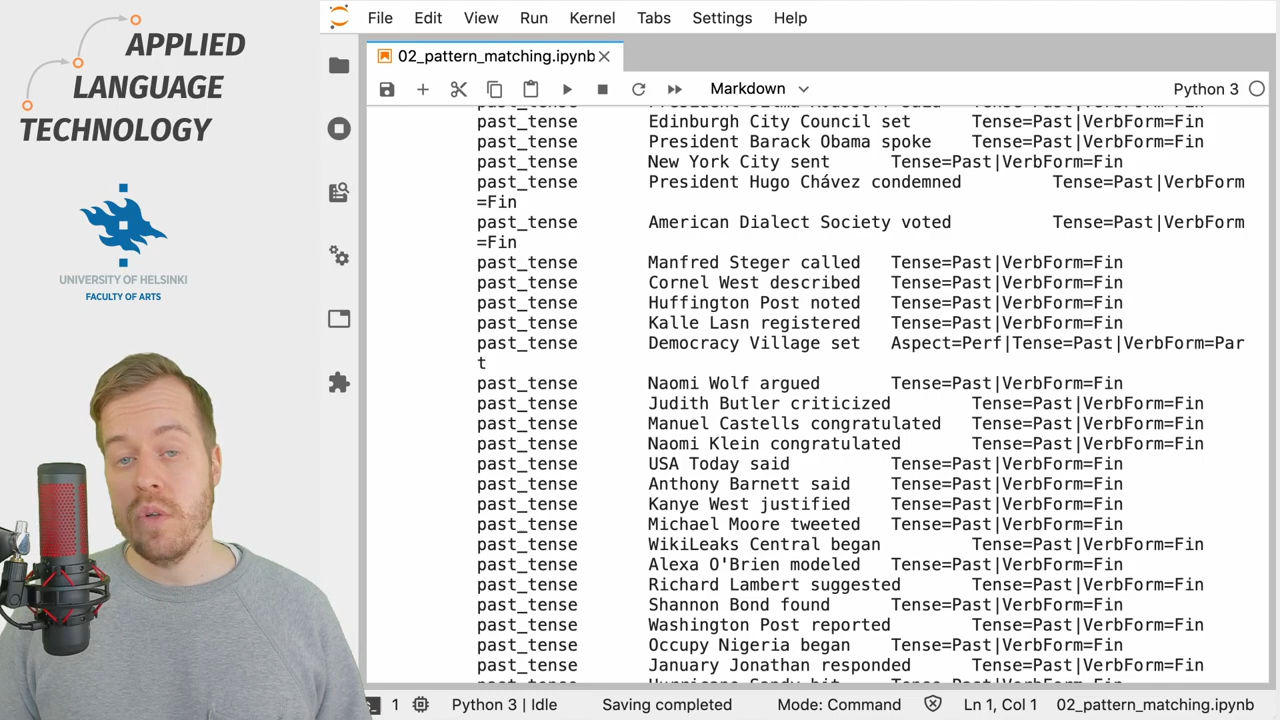 APPLIED
LANGUAGE
TECHNOLOGY
UNIVERSITY OF HELSINKI
FACULTY OF ARTS
File Edit View Run Kernel Tabs Settings Help
02_pattern_matching.ipynb
Markdown Python 3
past_tense Edinburgh City Council set Tense=Past|VerbForm=Fin
past_tense President Barack Obama spoke Tense=Past|VerbForm=Fin
past_tense New York City sent Tense=Past|VerbForm=Fin
past_tense President Hugo Chávez condemned Tense=Past|VerbForm
=Fin
past_tense American Dialect Society voted Tense=Past|VerbForm
=Fin
past_tense Manfred Steger called Tense=Past|VerbForm=Fin
past_tense Cornel West described Tense=Past|VerbForm=Fin
past_tense Huffington Post noted Tense=Past|VerbForm=Fin
past_tense Kalle Lasn registered Tense=Past|VerbForm=Fin
past_tense Democracy Village set Aspect=Perf|Tense=Past|VerbForm=Par
t
past_tense Naomi Wolf argued Tense=Past|VerbForm=Fin
past_tense Judith Butler criticized Tense=Past|VerbForm=Fin
past_tense Manuel Castells congratulated Tense=Past|VerbForm=Fin
past_tense Naomi Klein congratulated Tense=Past|VerbForm=Fin
past_tense USA Today said Tense=Past|VerbForm=Fin
past_tense Anthony Barnett said Tense=Past|VerbForm=Fin
past_tense Kanye West justified Tense=Past|VerbForm=Fin
past_tense Michael Moore tweeted Tense=Past|VerbForm=Fin
past_tense WikiLeaks Central began Tense=Past|VerbForm=Fin
past_tense Alexa O'Brien modeled Tense=Past|VerbForm=Fin
past_tense Richard Lambert suggested Tense=Past|VerbForm=Fin
past_tense Shannon Bond found Tense=Past|VerbForm=Fin
past_tense Washington Post reported Tense=Past|VerbForm=Fin
past_tense Occupy Nigeria began Tense=Past|VerbForm=Fin
past_tense January Jonathan responded Tense=Past|VerbForm=Fin
1 Python 3 | Idle Saving completed Mode: Command Ln 1, Col 1 02_pattern_matching.ipynb